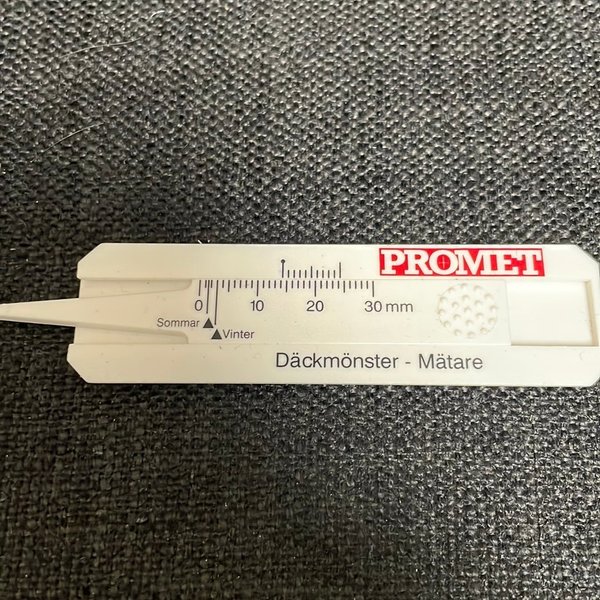 PROMET
0 10 20 30 mm
Sommar
Vinter
Däckmönster - Mätare